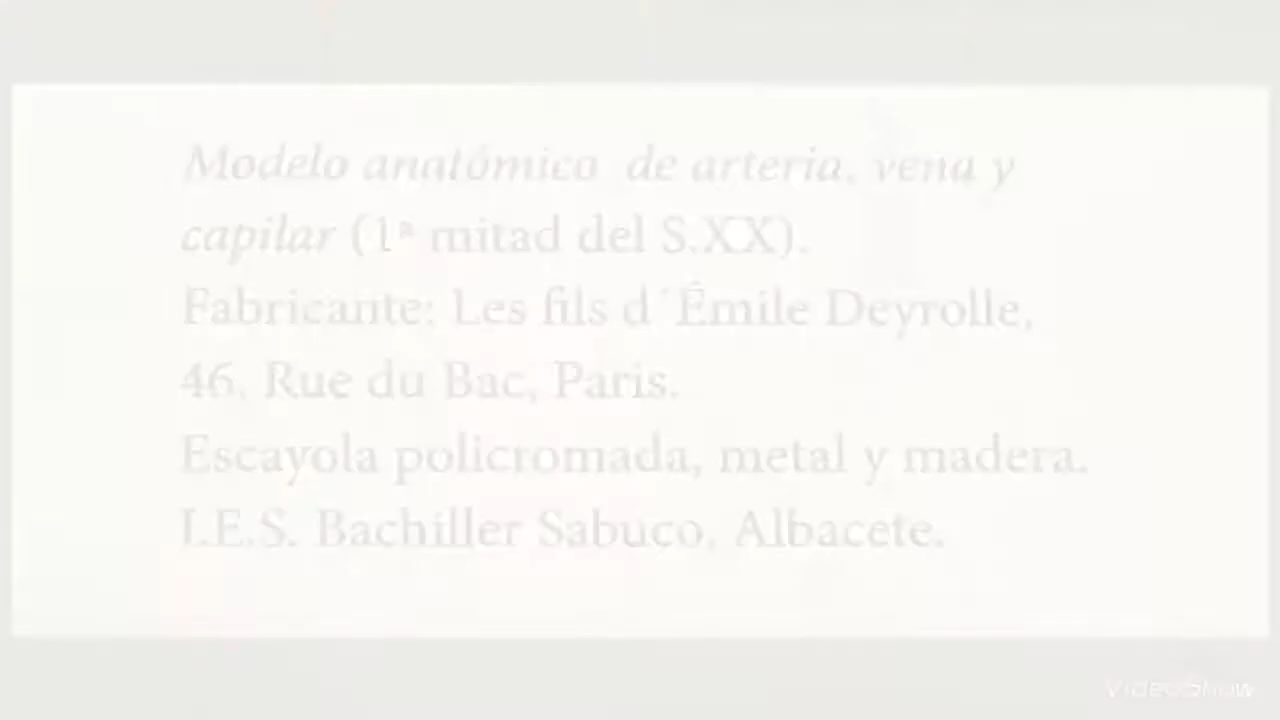 Modelo anatómico de arteria, vena y
capilar (1ª mitad del S.XX).
Fabricante: Les fils d´Émile Deyrolle,
46, Rue du Bac, Paris.
Escayola policromada, metal y madera.
I.E.S. Bachiller Sabuco, Albacete.
VideoShow